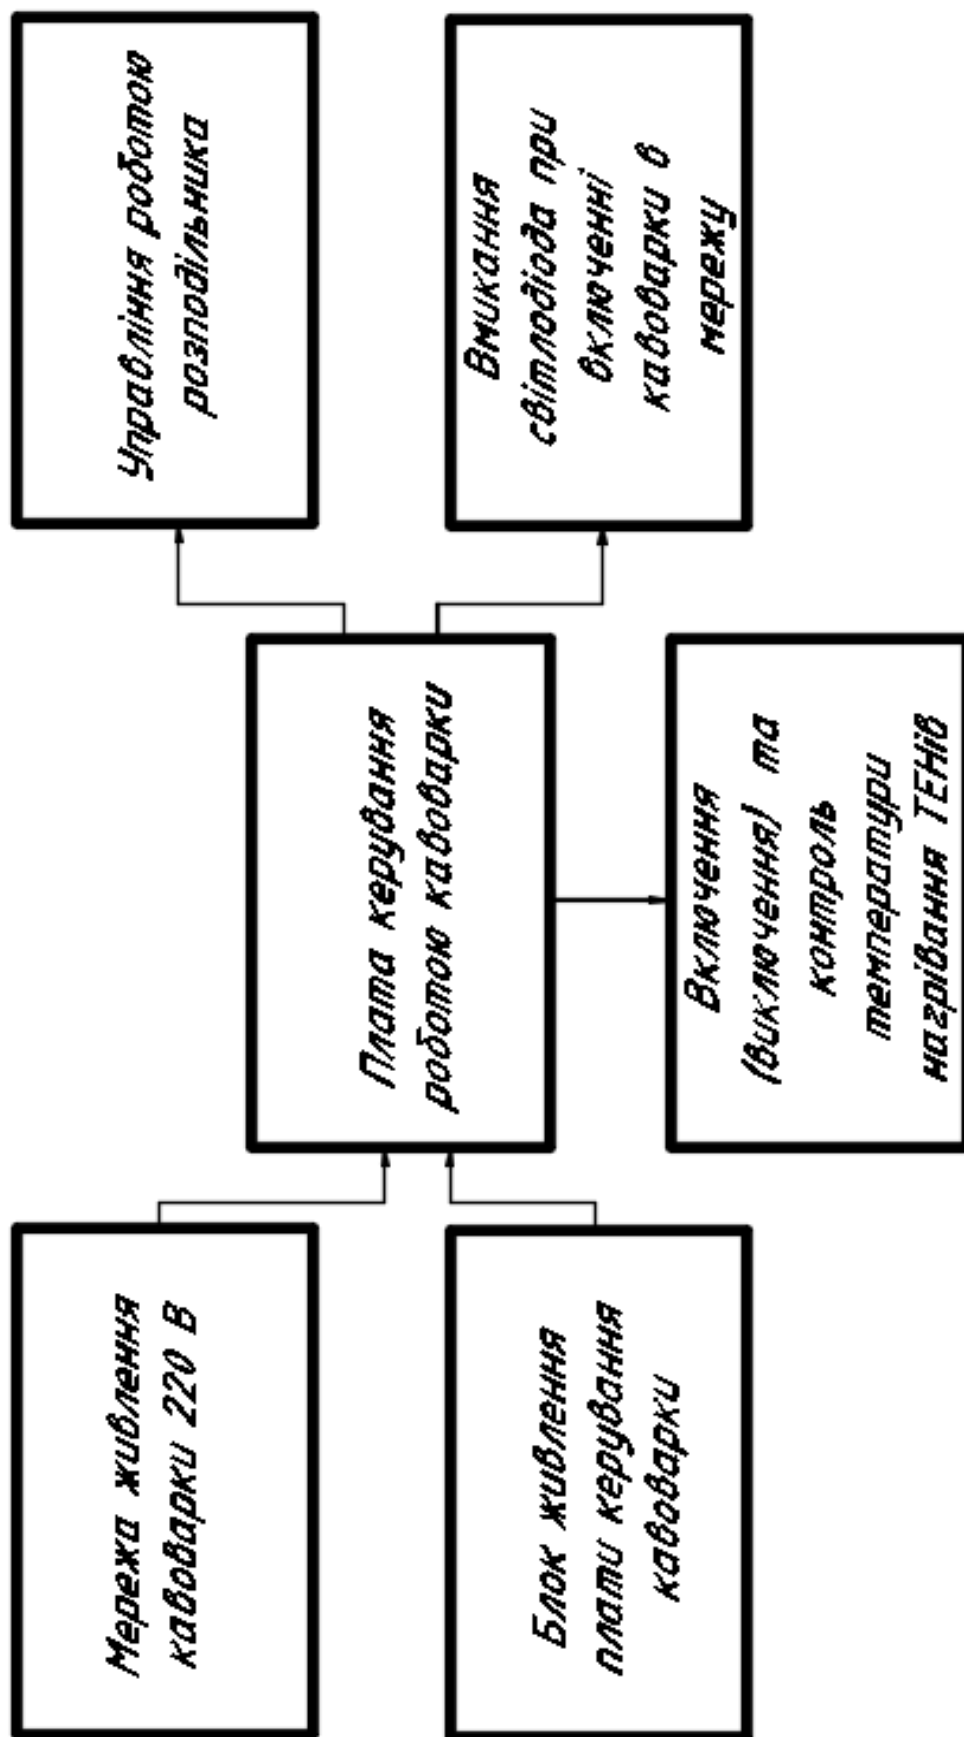 Мережа живлення
кавоварки 220 В
Блок живлення
плати керування
кавоварки
Плата керування
роботою кавоварки
Управління роботою
розподільника
Вмикання
світлодіода при
включенні
кавоварки в
мережу
Включення
(виключення) та
контроль
температури
нагрівання ТЕНів